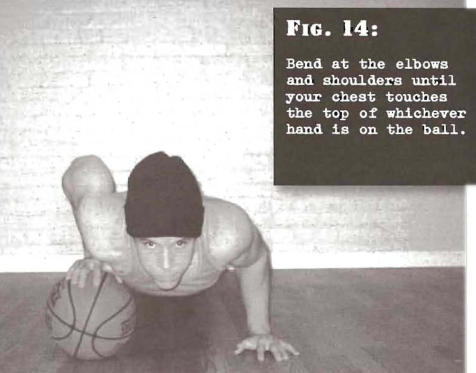 Fig. 14:
Bend at the elbows
and shoulders until
your chest touches
the top of whichever
hand is on the ball.